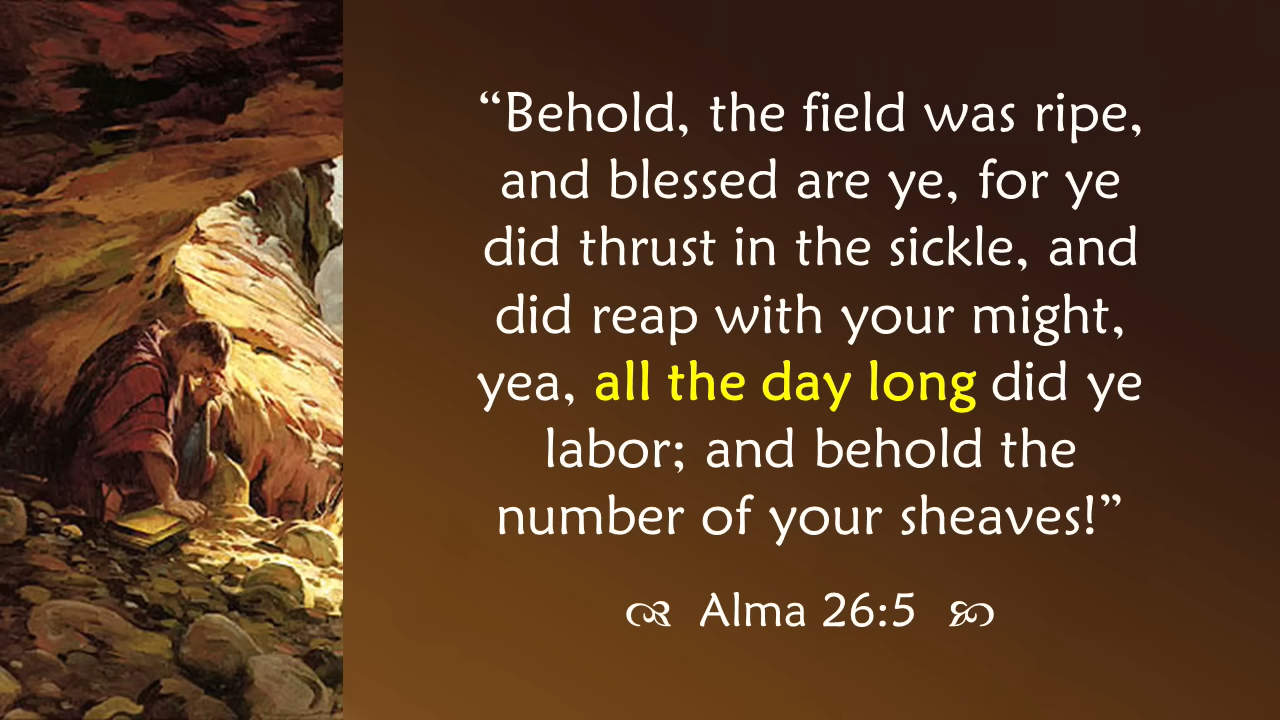 “Behold, the field was ripe,
and blessed are ye, for ye
did thrust in the sickle, and
did reap with your might,
yea, all the day long did ye
labor; and behold the
number of your sheaves!”
Alma 26:5